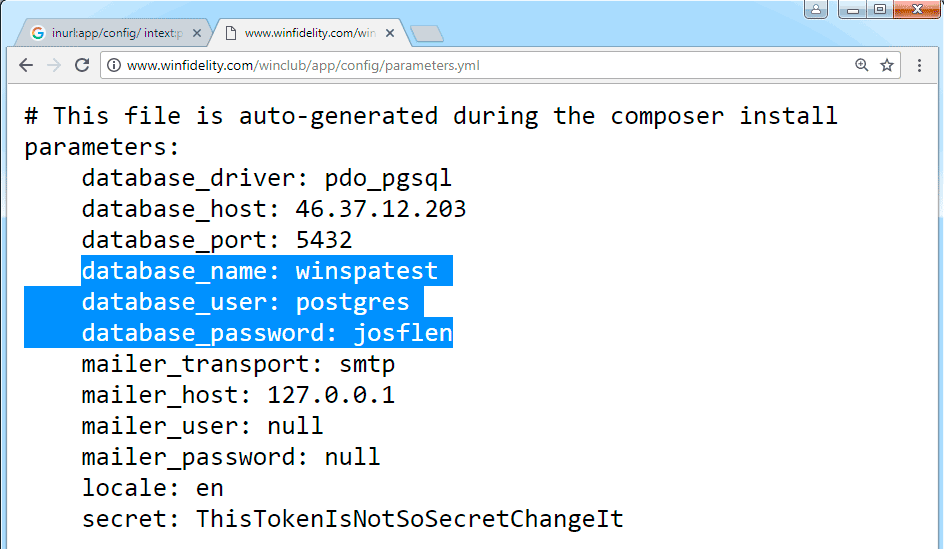 inurl:app/config/ intext:p
www.winfidelity.com/win
www.winfidelity.com/winclub/app/config/parameters.yml
# This file is auto-generated during the composer install
parameters:
database_driver: pdo_pgsql
database_host: 46.37.12.203
database_port: 5432
database_name: winspatest
database_user: postgres
database_password: josflen
mailer_transport: smtp
mailer_host: 127.0.0.1
mailer_user: null
mailer_password: null
locale: en
secret: ThisTokenIsNotSoSecretChangeIt